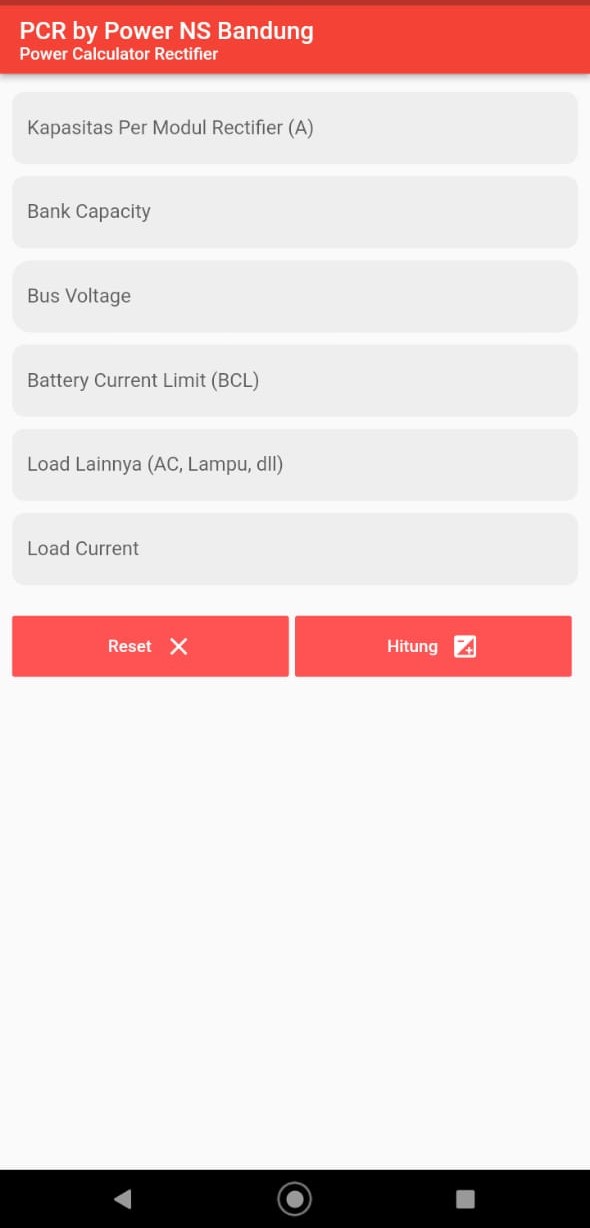 PCR by Power NS Bandung
Power Calculator Rectifier
Kapasitas Per Modul Rectifier (A)
Bank Capacity
Bus Voltage
Battery Current Limit (BCL)
Load Lainnya (AC, Lampu, dll)
Load Current
Reset
Hitung